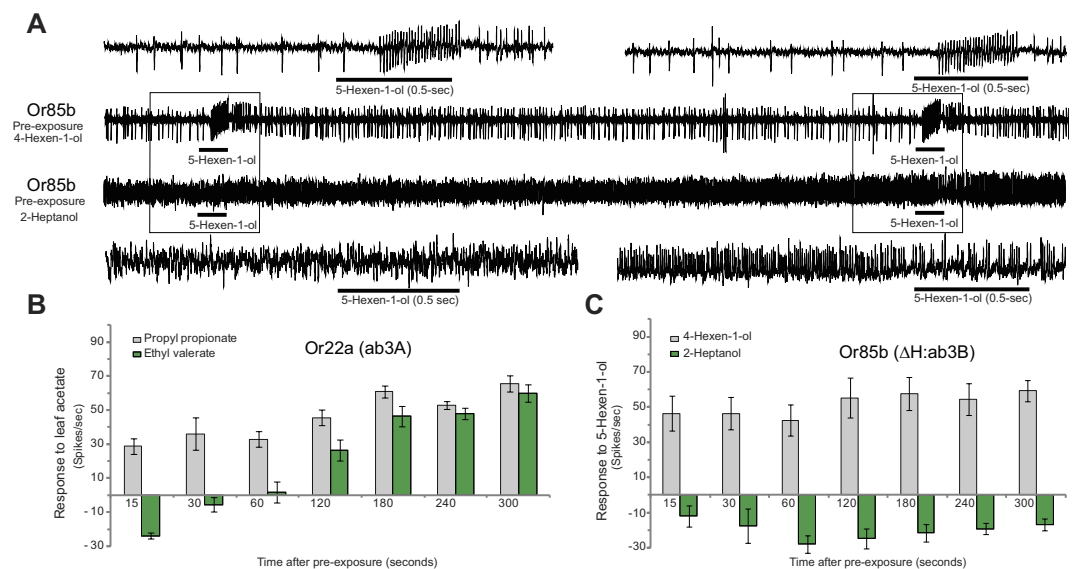 A
5-Hexen-1-ol (0.5-sec)
5-Hexen-1-ol (0.5-sec)
Or85b
Pre-exposure
4-Hexen-1-ol
5-Hexen-1-ol
5-Hexen-1-ol
Or85b
Pre-exposure
2-Heptanol
5-Hexen-1-ol
5-Hexen-1-ol
5-Hexen-1-ol (0.5 sec)
5-Hexen-1-ol (0.5-sec)
B
Response to leaf acetate
(Spikes/sec)
90
70
50
30
10
-10
-30
Propyl propionate
Ethyl valerate
Or22a (ab3A)
15 30 60 120 180 240 300
Time after pre-exposure (seconds)
C
Response to 5-Hexen-1-ol
(Spikes/sec)
90
70
50
30
10
-10
-30
4-Hexen-1-ol
2-Heptanol
Or85b (ΔH:ab3B)
15 30 60 120 180 240 300
Time after pre-exposure (seconds)